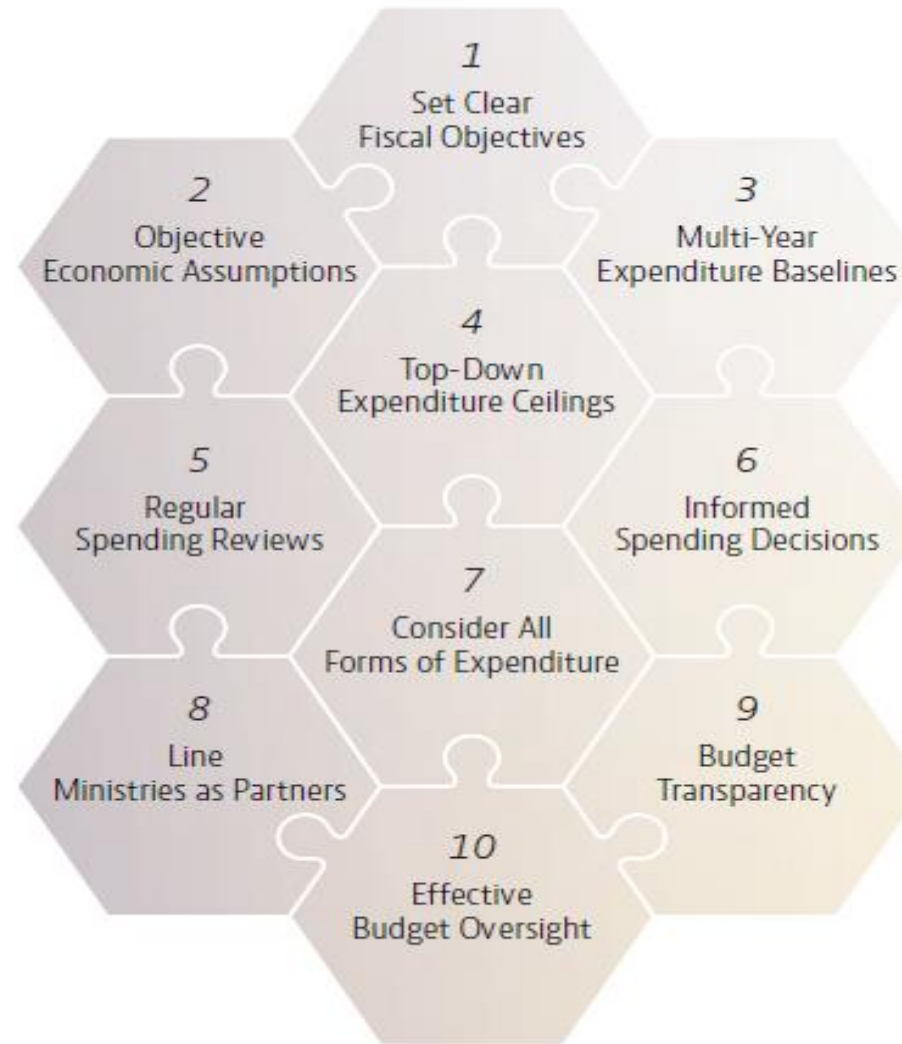 1
Set Clear
Fiscal Objectives
2
Objective
Economic Assumptions
3
Multi-Year
Expenditure Baselines
4
Top-Down
Expenditure Ceilings
5
Regular
Spending Reviews
6
Informed
Spending Decisions
7
Consider All
Forms of Expenditure
8
Line
Ministries as Partners
9
Budget
Transparency
10
Effective
Budget Oversight